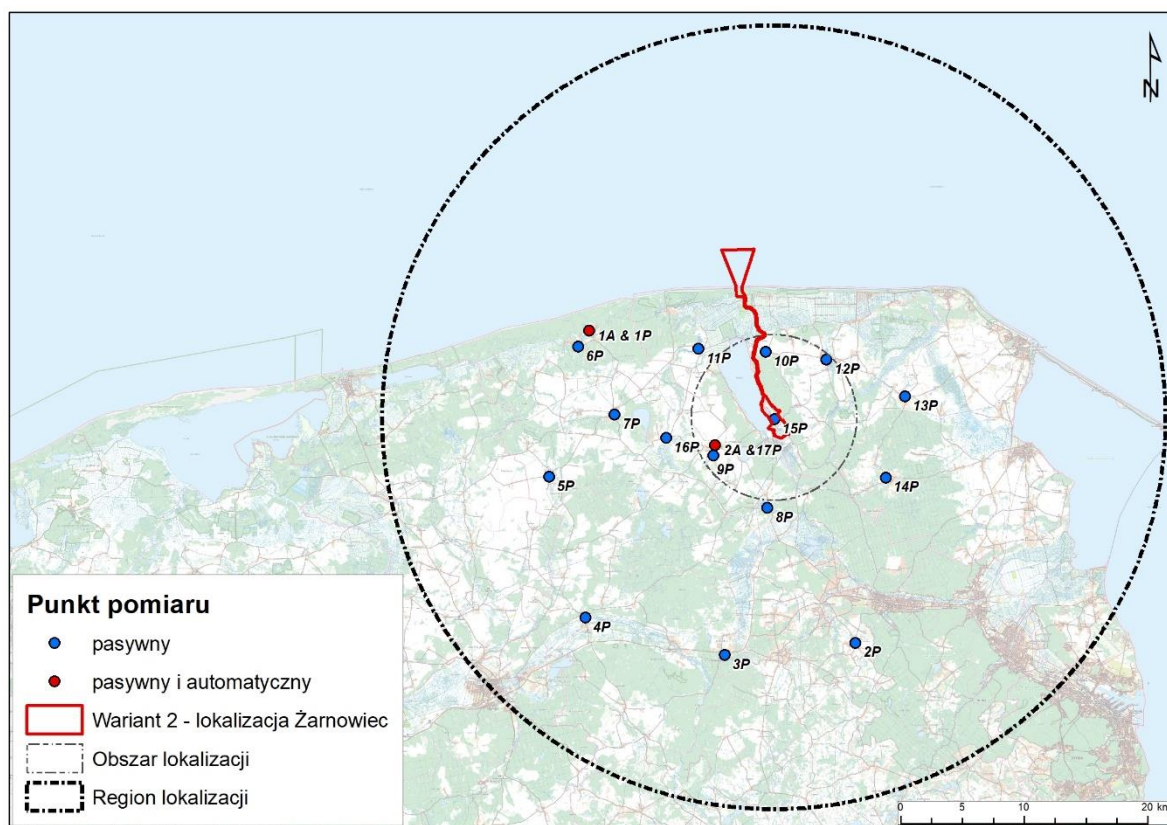 N
1A & 1P
6P
11P
10P
12P
13P
7P
15P
16P
2A &17P
9P
5P
14P
8P
4P
3P
2P
Punkt pomiaru
pasywny
pasywny i automatyczny
Wariant 2 - lokalizacja Żarnowiec
Obszar lokalizacji
Region lokalizacji
0 5 10 20 km